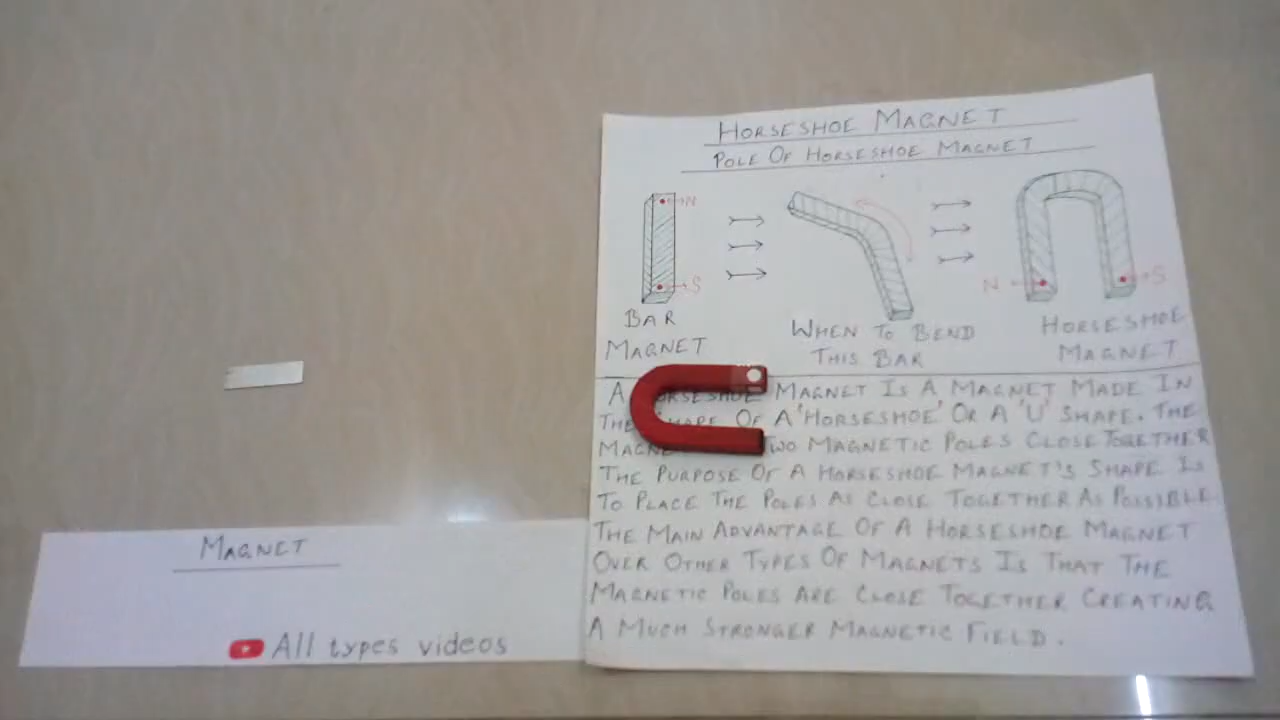 HORSESHOE MAGNET
POLE OF HORSESHOE MAGNET
N
S
N
S
BAR
MAGNET
WHEN TO BEND
THIS BAR
HORSESHOE
MAGNET
A HORSESHOE MAGNET IS A MAGNET MADE IN
THE SHAPE OF A 'HORSESHOE' OR A 'U' SHAPE. THE
MAGNE TWO MAGNETIC POLES CLOSE TOGETHER
THE PURPOSE OF A HORSESHOE MAGNET'S SHAPE IS
TO PLACE THE POLES AS CLOSE TOGETHER AS POSSIBLE
THE MAIN ADVANTAGE OF A HORSESHOE MAGNET
OVER OTHER TYPES OF MAGNETS IS THAT THE
MAGNETIC POLES ARE CLOSE TOGETHER CREATING
A MUCH STRONGER MAGNETIC FIELD.
MAGNET
All types videos